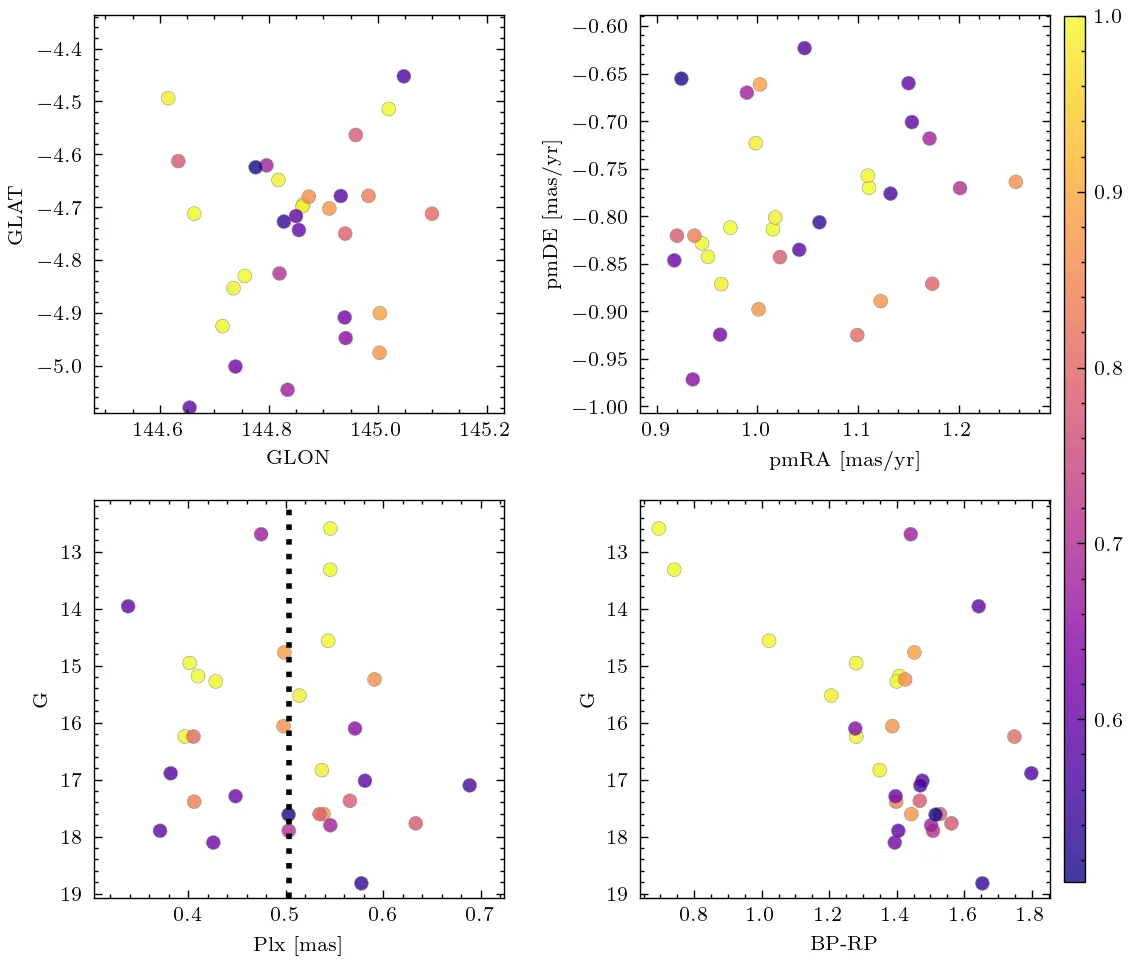 −4.4
−4.5
−4.6
−4.7
−4.8
−4.9
−5.0
GLAT
144.6 144.8 145.0 145.2
GLON
−0.60
−0.65
−0.70
−0.75
−0.80
−0.85
−0.90
−0.95
−1.00
pmDE [mas/yr]
0.9 1.0 1.1 1.2
pmRA [mas/yr]
13
14
15
16
17
18
19
G
0.4 0.5 0.6 0.7
Plx [mas]
13
14
15
16
17
18
19
G
0.8 1.0 1.2 1.4 1.6 1.8
BP-RP
1.0
0.9
0.8
0.7
0.6